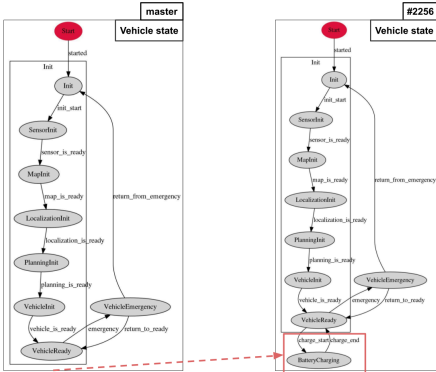 master
Vehicle state
Start
started
Init
Init
init_start
SensorInit
sensor_is_ready
MapInit
map_is_ready
LocalizationInit
return_from_emergency
localization_is_ready
PlanningInit
planning_is_ready
VehicleInit
VehicleEmergency
vehicle_is_ready
emergency
return_to_ready
VehicleReady
#2256
Vehicle state
Start
started
Init
Init
init_start
SensorInit
sensor_is_ready
MapInit
map_is_ready
return_from_emergency
LocalizationInit
localization_is_ready
PlanningInit
planning_is_ready
VehicleInit
VehicleEmergency
vehicle_is_ready
emergency
return_to_ready
VehicleReady
charge_start
charge_end
BatteryCharging